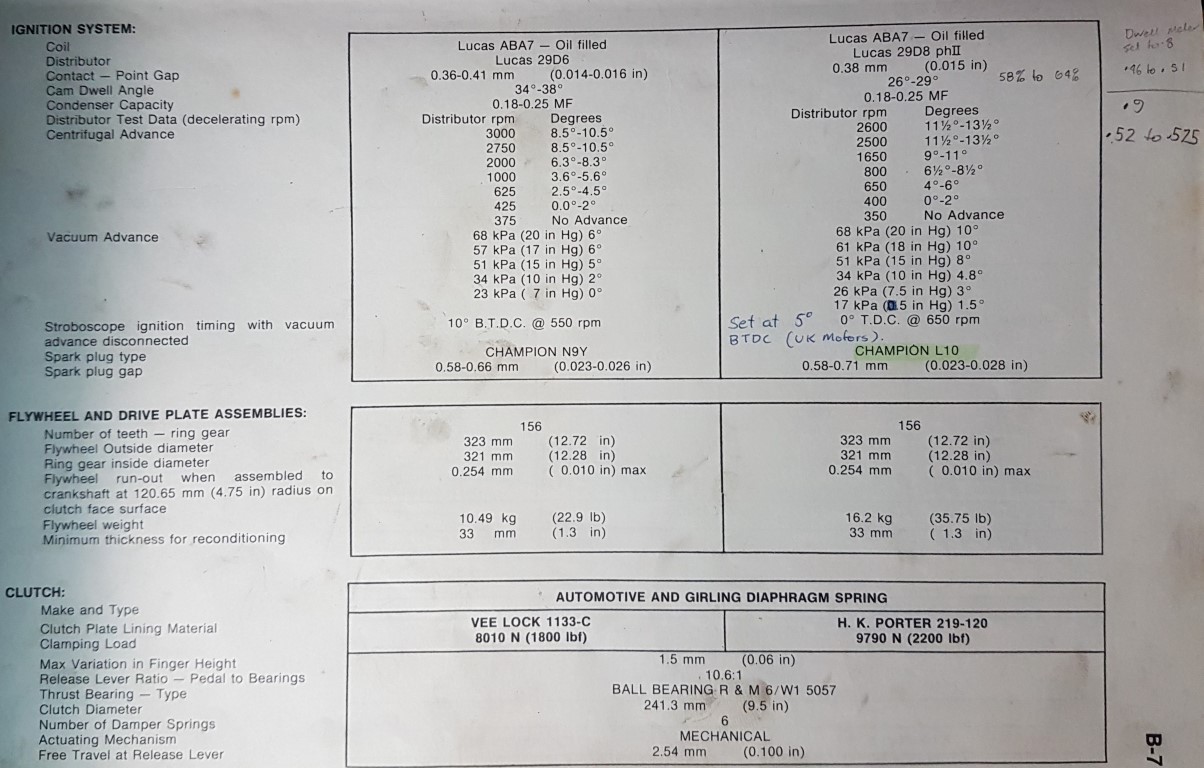 IGNITION SYSTEM:
Coil Lucas ABA7 — Oil filled Lucas ABA7 — Oil filled
Distributor Lucas 29D6 Lucas 29D8 phII
Contact — Point Gap 0.36-0.41 mm (0.014-0.016 in) 0.38 mm (0.015 in)
Cam Dwell Angle 34°-38° 26°-29° 58% to 64%
Condenser Capacity 0.18-0.25 MF 0.18-0.25 MF
Distributor Test Data (decelerating rpm) Distributor rpm Degrees Distributor rpm Degrees
Centrifugal Advance 3000 8.5°-10.5° 2600 11½°-13½°
2750 8.5°-10.5° 2500 11½°-13½°
2000 6.3°-8.3° 1650 9°-11°
1000 3.6°-5.6° 800 6½°-8½°
625 2.5°-4.5° 650 4°-6°
425 0.0°-2° 400 0°-2°
375 No Advance 350 No Advance
Vacuum Advance 68 kPa (20 in Hg) 6° 68 kPa (20 in Hg) 10°
57 kPa (17 in Hg) 6° 61 kPa (18 in Hg) 10°
51 kPa (15 in Hg) 5° 51 kPa (15 in Hg) 8°
34 kPa (10 in Hg) 2° 34 kPa (10 in Hg) 4.8°
23 kPa ( 7 in Hg) 0° 26 kPa (7.5 in Hg) 3°
17 kPa ( .5 in Hg) 1.5°
Stroboscope ignition timing with vacuum 10° B.T.D.C. @ 550 rpm Set at 5° 0° T.D.C. @ 650 rpm
advance disconnected BTDC (UK Motors).
Spark plug type CHAMPION N9Y CHAMPION L10
Spark plug gap 0.58-0.66 mm (0.023-0.026 in) 0.58-0.71 mm (0.023-0.028 in)
Dwell Meter
set to 8
.46 to .51
.9
.52 to .575
FLYWHEEL AND DRIVE PLATE ASSEMBLIES:
Number of teeth — ring gear 156 156
Flywheel Outside diameter 323 mm (12.72 in) 323 mm (12.72 in)
Ring gear inside diameter 321 mm (12.28 in) 321 mm (12.28 in)
Flywheel run-out when assembled to 0.254 mm ( 0.010 in) max 0.254 mm ( 0.010 in) max
crankshaft at 120.65 mm (4.75 in) radius on
clutch face surface
Flywheel weight 10.49 kg (22.9 lb) 16.2 kg (35.75 lb)
Minimum thickness for reconditioning 33 mm (1.3 in) 33 mm ( 1.3 in)
CLUTCH:
Make and Type AUTOMOTIVE AND GIRLING DIAPHRAGM SPRING
Clutch Plate Lining Material VEE LOCK 1133-C H. K. PORTER 219-120
Clamping Load 8010 N (1800 lbf) 9790 N (2200 lbf)
Max Variation in Finger Height 1.5 mm (0.06 in)
Release Lever Ratio — Pedal to Bearings 10.6:1
Thrust Bearing — Type BALL BEARING R & M 6/W1 5057
Clutch Diameter 241.3 mm (9.5 in)
Number of Damper Springs 6
Actuating Mechanism MECHANICAL
Free Travel at Release Lever 2.54 mm (0.100 in)
B-7